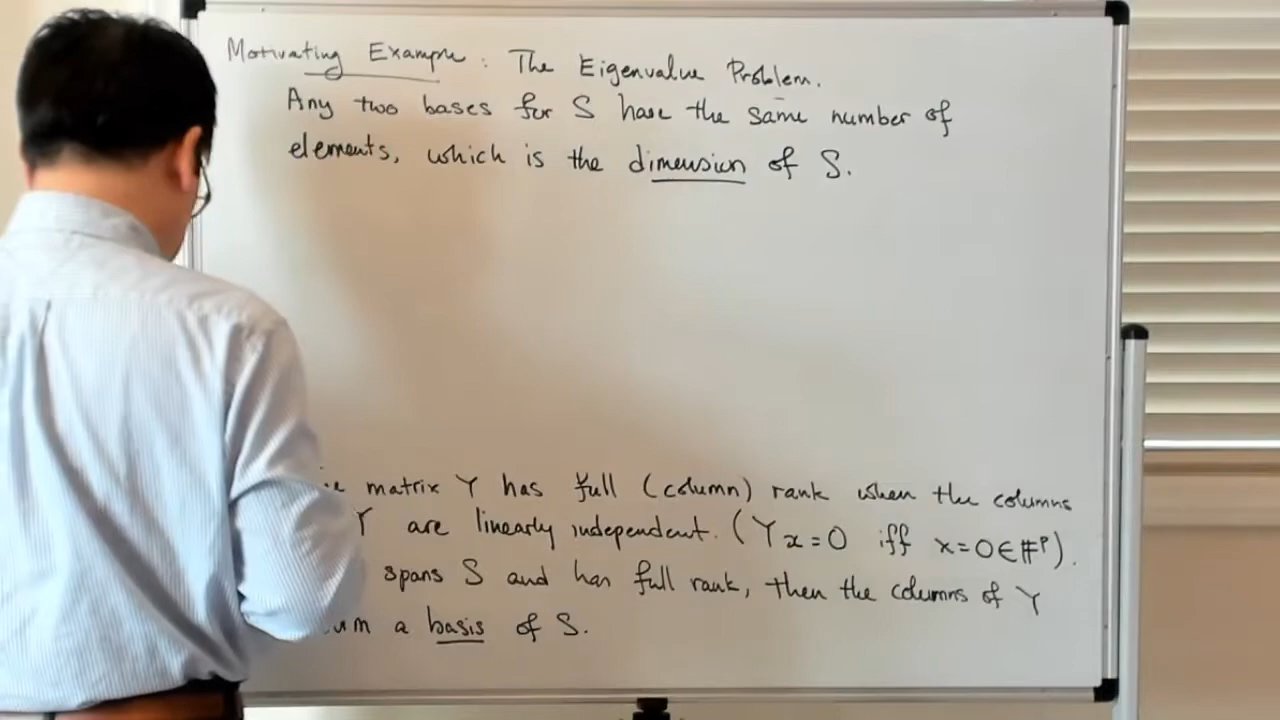 Motivating Example: The Eigenvalue Problem.
Any two bases for S have the same number of
elements, which is the dimension of S.
matrix Y has full (column) rank when the columns
Y are linearly independent. (Yx=0 iff x=0∈𝔽ᵖ).
spans S and has full rank, then the columns of Y
a basis of S.